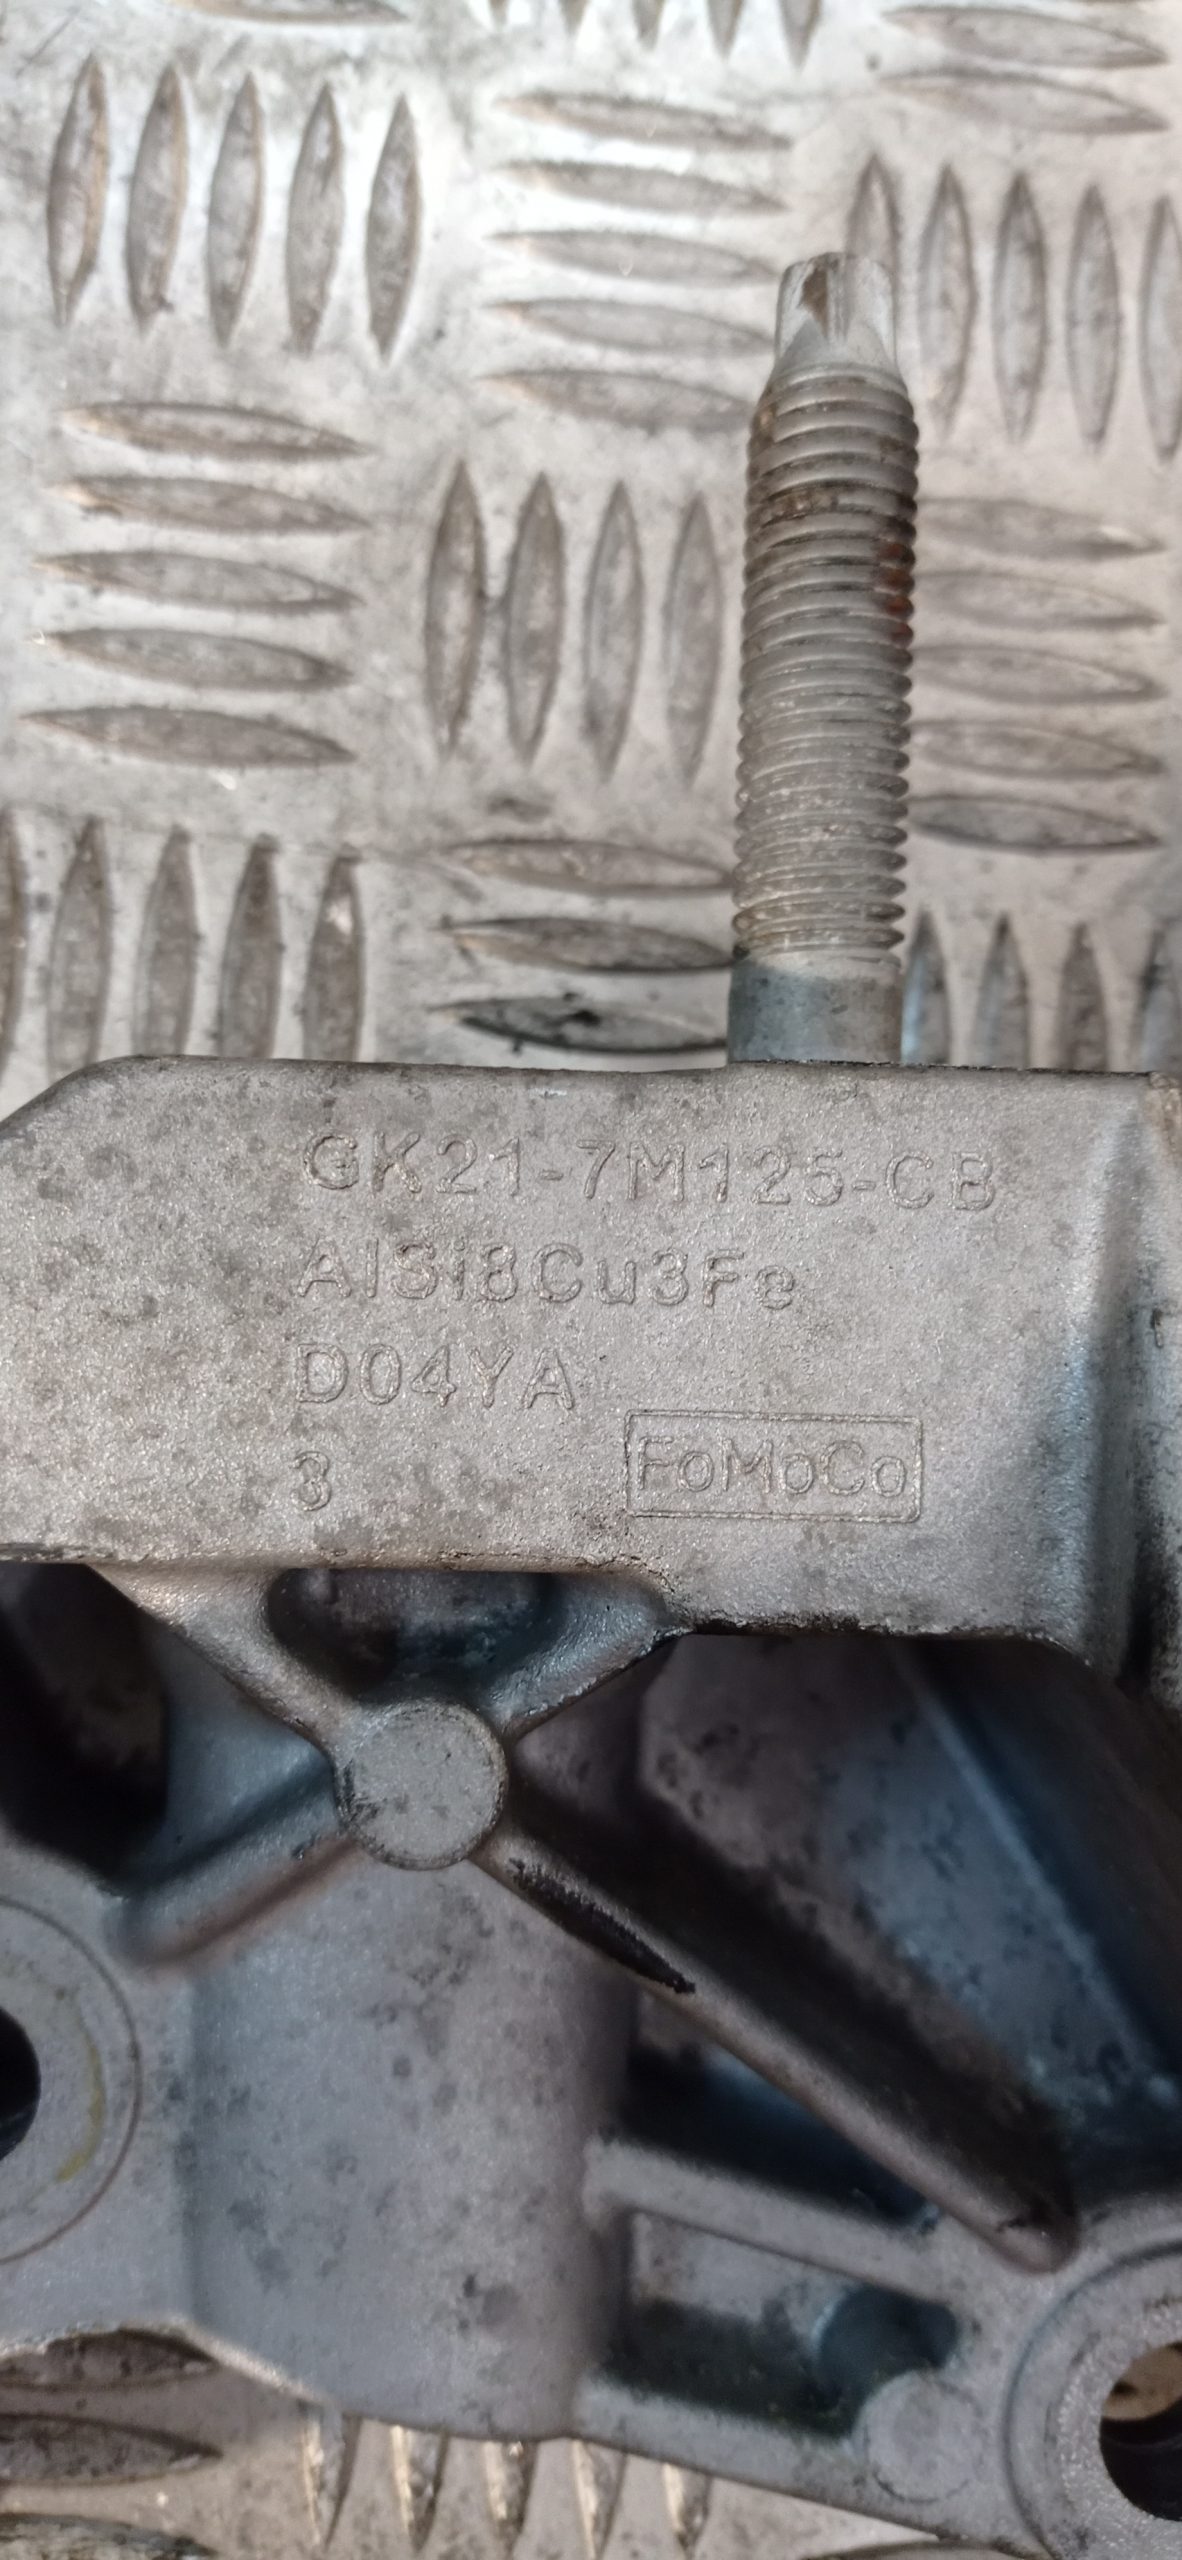 GK21-7M125-CB
AlSi8Cu3Fe
D04YA
3 FoMoCo